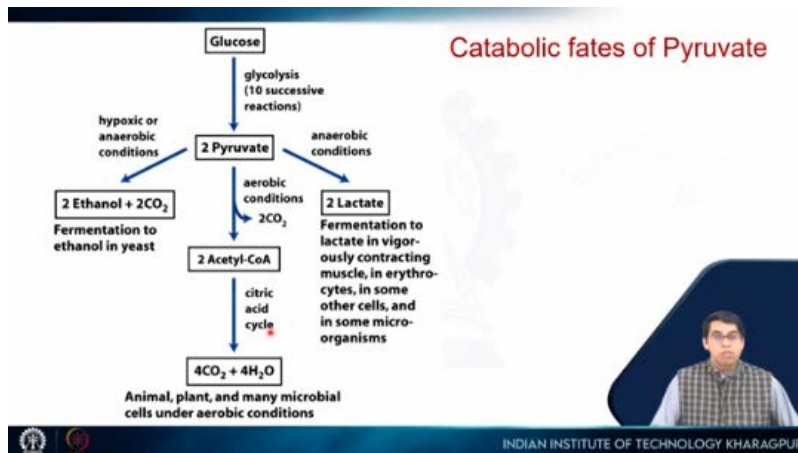 Catabolic fates of Pyruvate
Glucose
glycolysis
(10 successive
reactions)
hypoxic or
anaerobic
conditions
2 Pyruvate
anaerobic
conditions
2 Ethanol + 2CO₂
Fermentation to
ethanol in yeast
aerobic
conditions
2CO₂
2 Lactate
Fermentation to
lactate in vigor-
ously contracting
muscle, in erythro-
cytes, in some
other cells, and
in some micro-
organisms
2 Acetyl-CoA
citric
acid
cycle
4CO₂ + 4H₂O
Animal, plant, and many microbial
cells under aerobic conditions
INDIAN INSTITUTE OF TECHNOLOGY KHARAGPUR